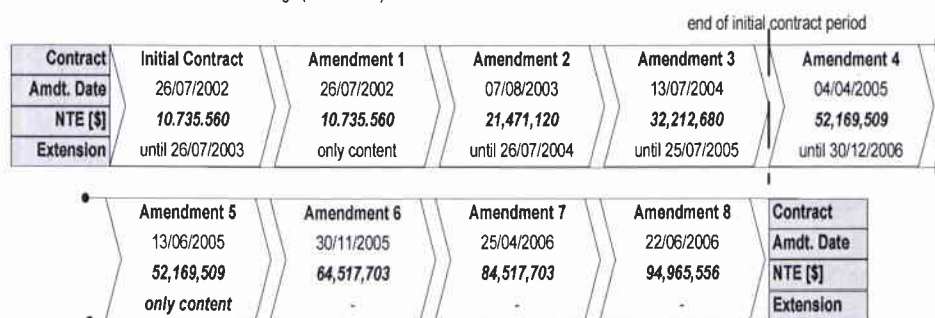 end of initial contract period
Contract Initial Contract Amendment 1 Amendment 2 Amendment 3 Amendment 4
Amdt. Date 26/07/2002 26/07/2002 07/08/2003 13/07/2004 04/04/2005
NTE [$] 10.735.560 10.735.560 21,471,120 32,212,680 52,169,509
Extension until 26/07/2003 only content until 26/07/2004 until 25/07/2005 until 30/12/2006
Amendment 5 Amendment 6 Amendment 7 Amendment 8 Contract
13/06/2005 30/11/2005 25/04/2006 22/06/2006 Amdt. Date
52,169,509 64,517,703 84,517,703 94,965,556 NTE [$]
only content - - - Extension